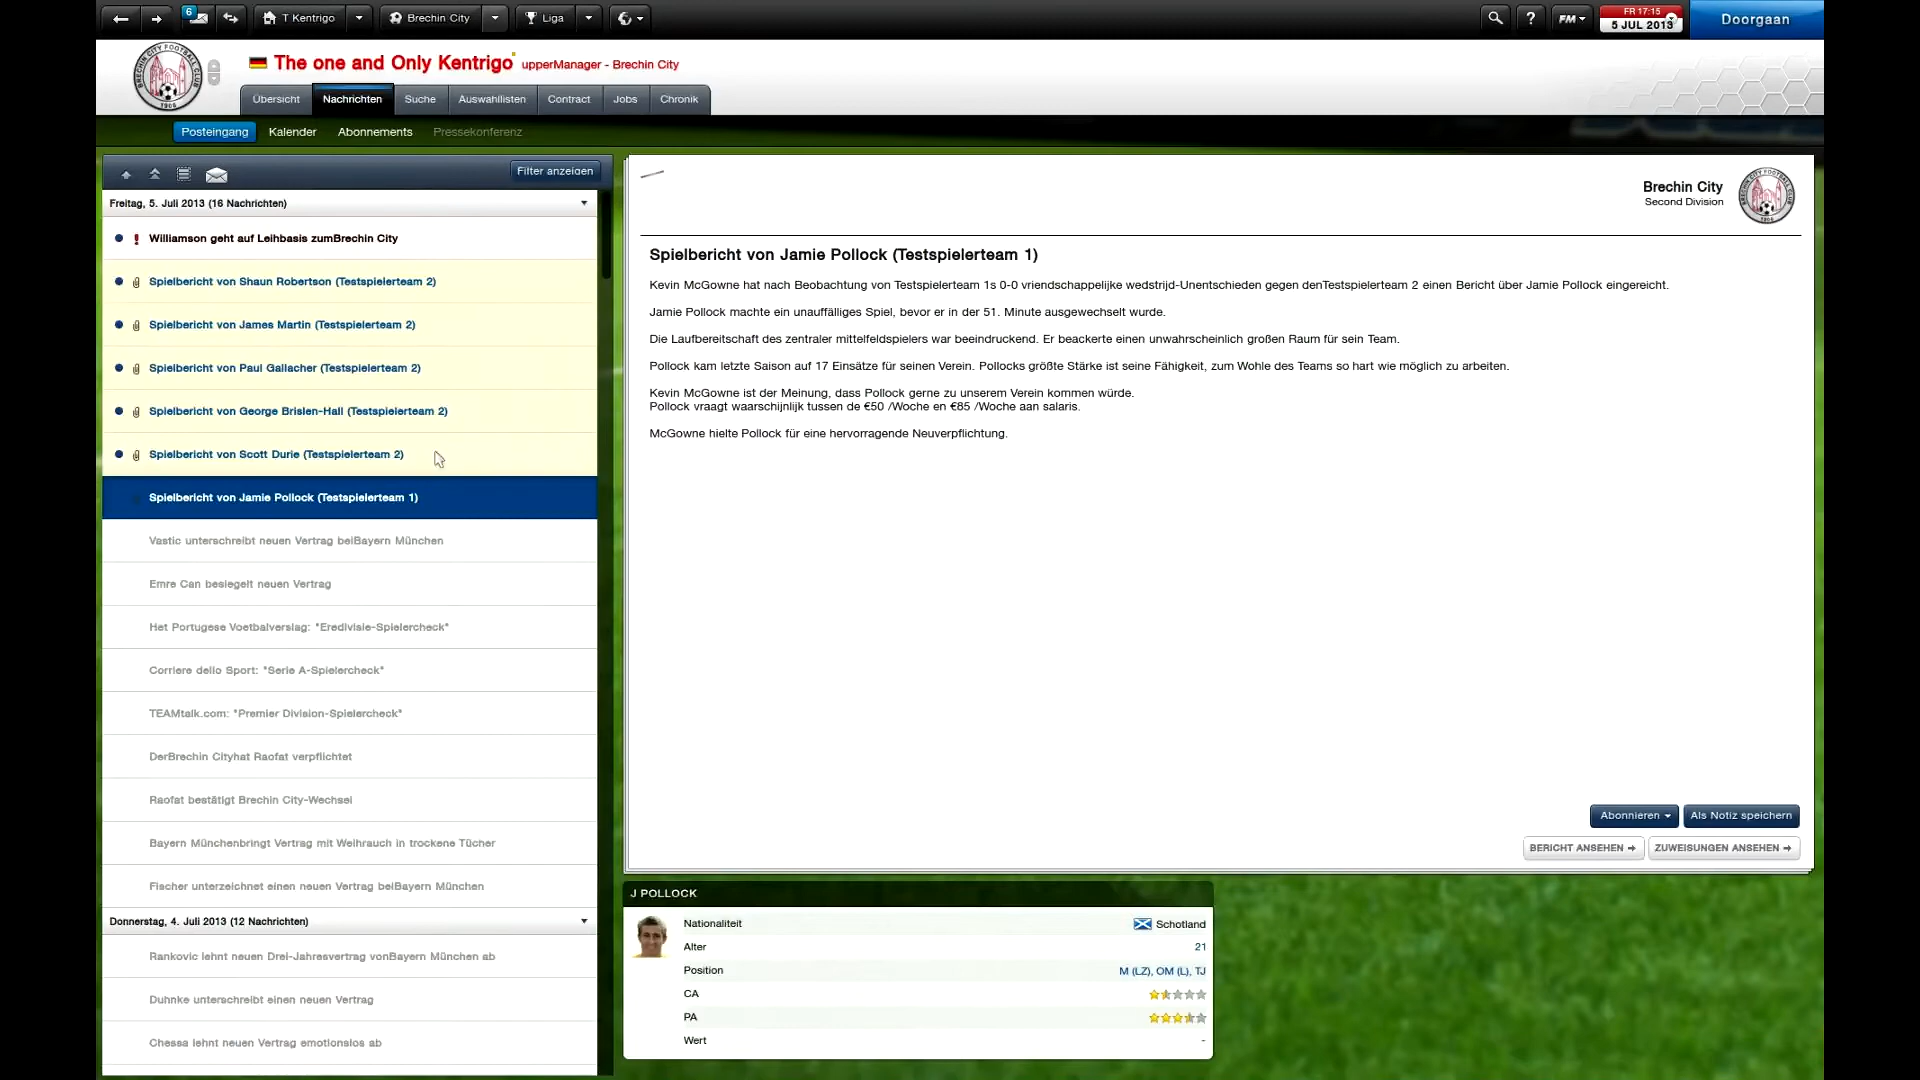 6
T Kentrigo
Brechin City
Liga
?
FM
FR 17:15
5 JUL 2013
Doorgaan
The one and Only Kentrigo
upperManager - Brechin City
Übersicht
Nachrichten
Suche
Auswahllisten
Contract
Jobs
Chronik
Posteingang
Kalender
Abonnements
Pressekonferenz
Filter anzeigen
Freitag, 5. Juli 2013 (16 Nachrichten)
Williamson geht auf Leihbasis zumBrechin City
Spielbericht von Shaun Robertson (Testspielerteam 2)
Spielbericht von James Martin (Testspielerteam 2)
Spielbericht von Paul Gallacher (Testspielerteam 2)
Spielbericht von George Brislen-Hall (Testspielerteam 2)
Spielbericht von Scott Durie (Testspielerteam 2)
Spielbericht von Jamie Pollock (Testspielerteam 1)
Vastic unterschreibt neuen Vertrag beiBayern München
Emre Can besiegelt neuen Vertrag
Het Portugese Voetbalverslag: "Eredivisie-Spielercheck"
Corriere dello Sport: "Serie A-Spielercheck"
TEAMtalk.com: "Premier Division-Spielercheck"
DerBrechin Cityhat Raofat verpflichtet
Raofat bestätigt Brechin City-Wechsel
Bayern Münchenbringt Vertrag mit Weihrauch in trockene Tücher
Fischer unterzeichnet einen neuen Vertrag beiBayern München
Donnerstag, 4. Juli 2013 (12 Nachrichten)
Rankovic lehnt neuen Drei-Jahresvertrag vonBayern München ab
Duhnke unterschreibt einen neuen Vertrag
Chessa lehnt neuen Vertrag emotionslos ab
Brechin City
Second Division
Spielbericht von Jamie Pollock (Testspielerteam 1)
Kevin McGowne hat nach Beobachtung von Testspielerteam 1s 0-0 vriendschappelijke wedstrijd-Unentschieden gegen denTestspielerteam 2 einen Bericht über Jamie Pollock eingereicht.
Jamie Pollock machte ein unauffälliges Spiel, bevor er in der 51. Minute ausgewechselt wurde.
Die Laufbereitschaft des zentraler mittelfeldspielers war beeindruckend. Er beackerte einen unwahrscheinlich großen Raum für sein Team.
Pollock kam letzte Saison auf 17 Einsätze für seinen Verein. Pollocks größte Stärke ist seine Fähigkeit, zum Wohle des Teams so hart wie möglich zu arbeiten.
Kevin McGowne ist der Meinung, dass Pollock gerne zu unserem Verein kommen würde.
Pollock vraagt waarschijnlijk tussen de €50 /Woche en €85 /Woche aan salaris.
McGowne hielte Pollock für eine hervorragende Neuverpflichtung.
Abonnieren
Als Notiz speichern
BERICHT ANSEHEN
ZUWEISUNGEN ANSEHEN
J POLLOCK
Nationaliteit
Schotland
Alter
21
Position
M (LZ), OM (L), TJ
CA
PA
Wert
-